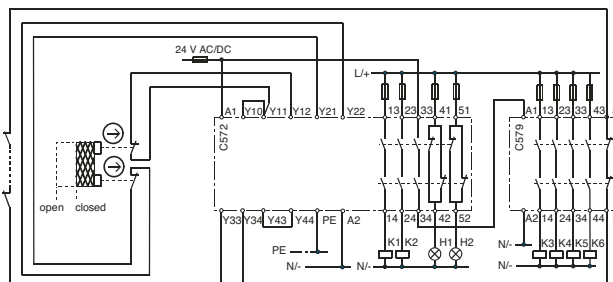 24 V AC/DC
L/+
A1 Y10 Y11 Y12 Y21 Y22 13 23 33 41 51 A1 13 23 33 43
C572 C579
open closed
14 24 34 42 52 A2 14 24 34 44
Y33 Y34 Y43 Y44 PE A2
K1 K2 H1 H2 N/- K3 K4 K5 K6
PE
N/- N/- N/-